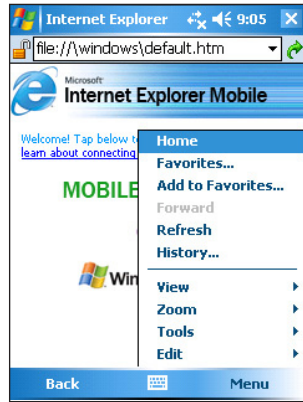 Internet Explorer 9:05
file://\windows\default.htm
Microsoft
Internet Explorer Mobile
Welcome! Tap below t
learn about connecting
MOBILE
Win
Home
Favorites...
Add to Favorites...
Forward
Refresh
History...
View
Zoom
Tools
Edit
Back Menu